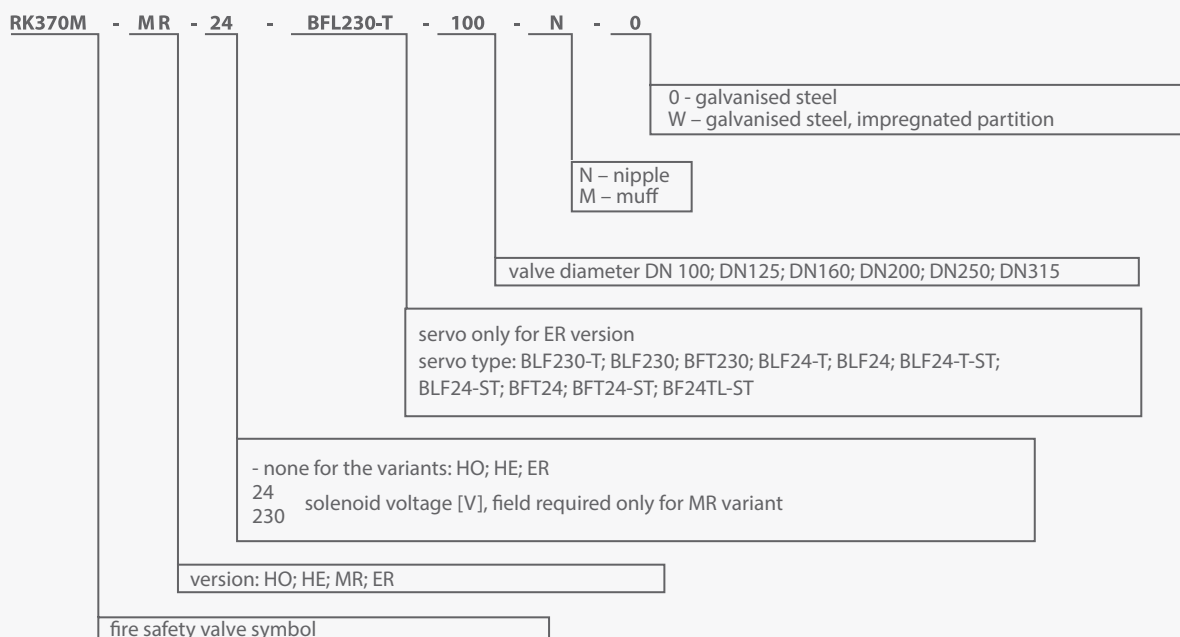 RK370M - MR - 24 - BFL230-T - 100 - N - 0
0 - galvanised steel
W – galvanised steel, impregnated partition
N – nipple
M – muff
valve diameter DN 100; DN125; DN160; DN200; DN250; DN315
servo only for ER version
servo type: BLF230-T; BLF230; BFT230; BLF24-T; BLF24; BLF24-T-ST;
BLF24-ST; BFT24; BFT24-ST; BF24TL-ST
- none for the variants: HO; HE; ER
24
230
solenoid voltage [V], field required only for MR variant
version: HO; HE; MR; ER
fire safety valve symbol